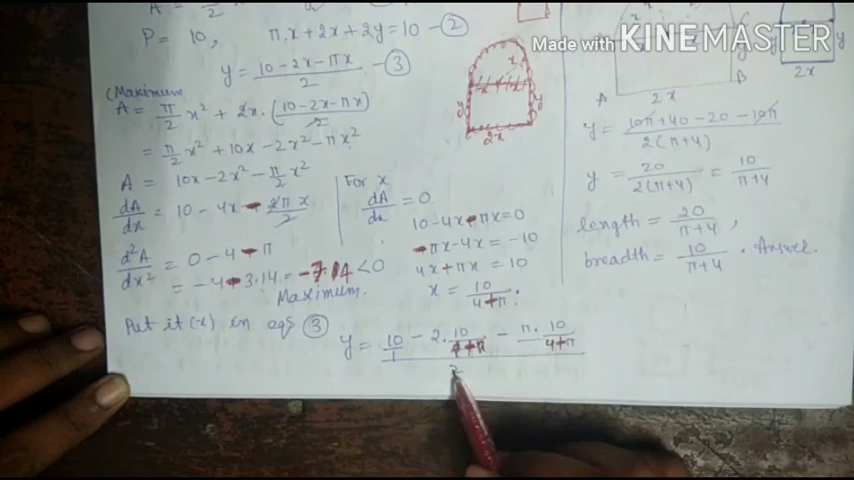 A = π/2 x
P = 10, π.x+2x+2y=10 - ②
y = (10-2x-πx)/2 - ③
(Maximum
A = π/2 x² + 2x. (10-2x-πx)/2
= π/2 x² + 10x - 2x² - πx²
A = 10x - 2x² - π/2 x²
dA/dx = 10 - 4x - 2πx/2
d²A/dx² = 0 - 4 - π
= -4 - 3.14 = -7.14 < 0
Maximum.
For x
dA/dx = 0
10 - 4x - πx = 0
-πx - 4x = -10
4x + πx = 10
x = 10/(4+π).
Put it (x) in eqs ③
y = (10/1 - 2.10/(4+π) - π.10/(4+π))/2
x
x x
y y
2x
Made with KINEMASTER
x
C
y y
A B
2x
y
2x
y = (10π+40-20-10π)/(2(π+4))
y = 20/(2(π+4)) = 10/(π+4)
length = 20/(π+4),
breadth = 10/(π+4). Answer.